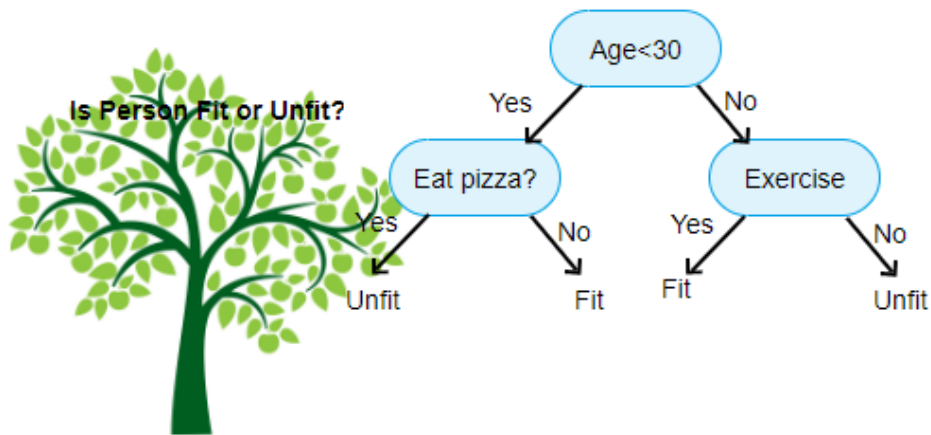 Age<30
Is Person Fit or Unfit?
Yes
No
Eat pizza?
Exercise
Yes
No
Yes
No
Unfit
Fit
Fit
Unfit